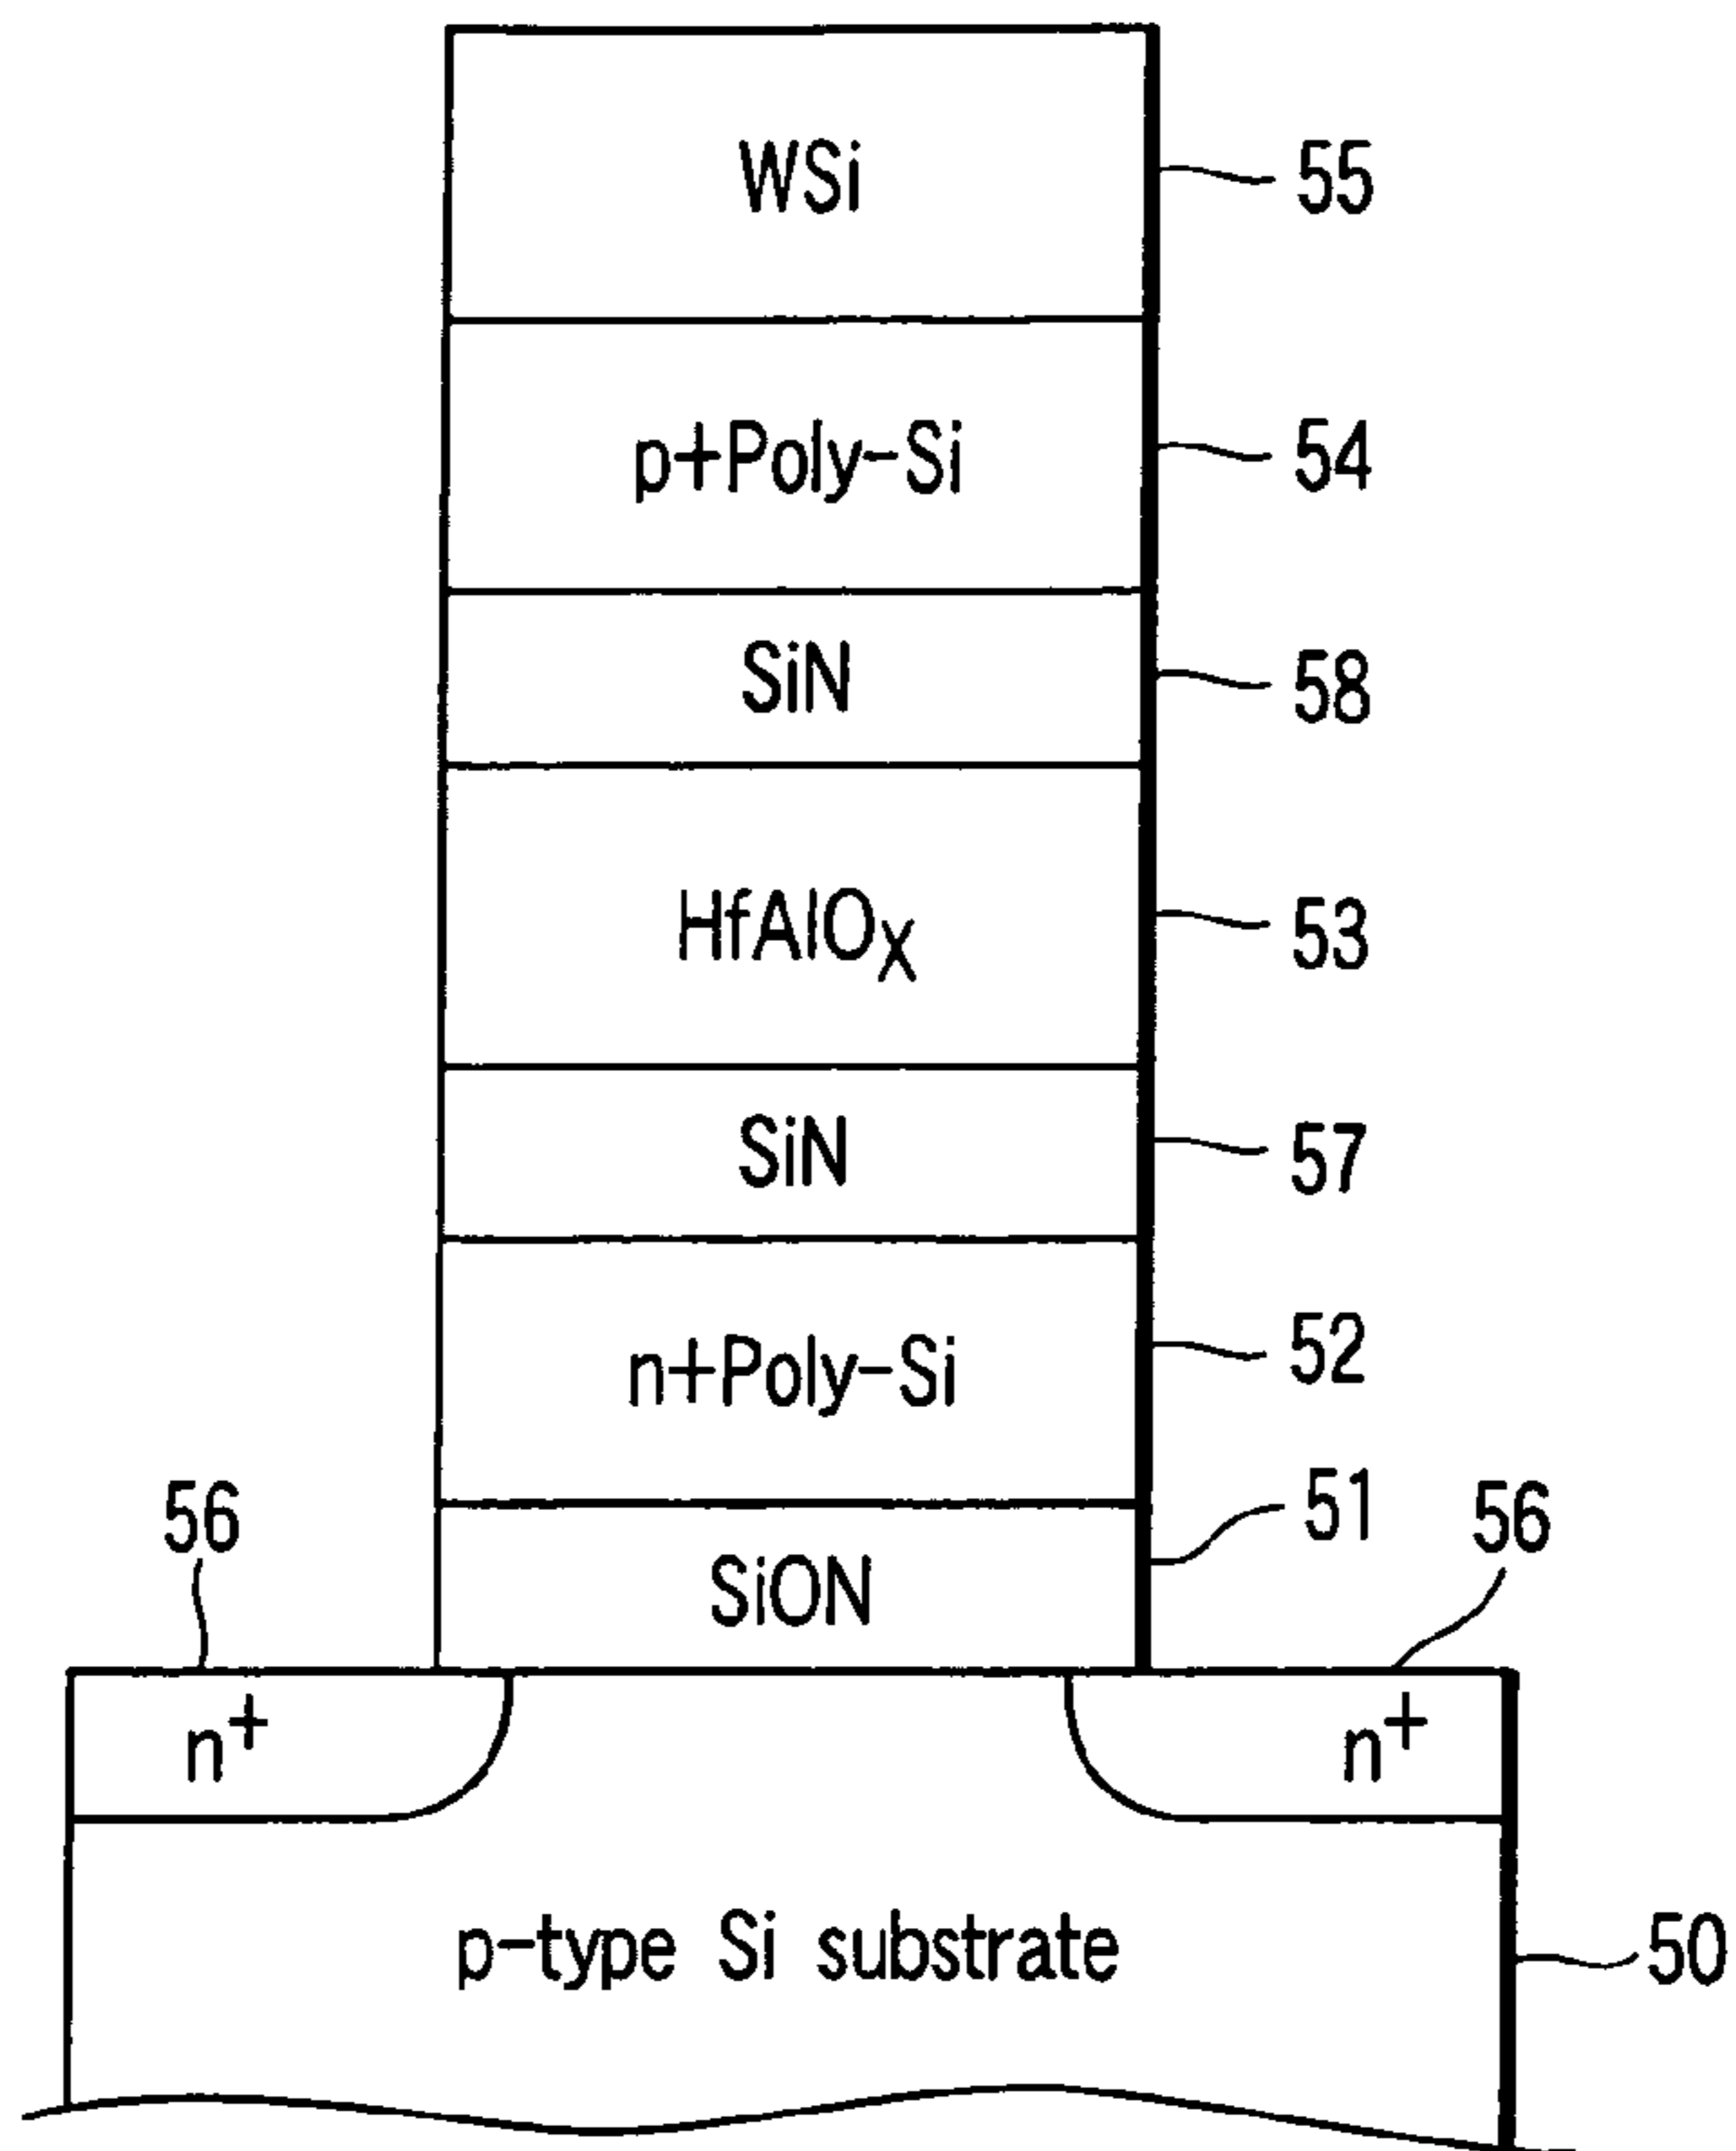 WSi 55
p+Poly-Si 54
SiN 58
HfAlOX 53
SiN 57
n+Poly-Si 52
56 SiON 51 56
n+ n+
p-type Si substrate 50